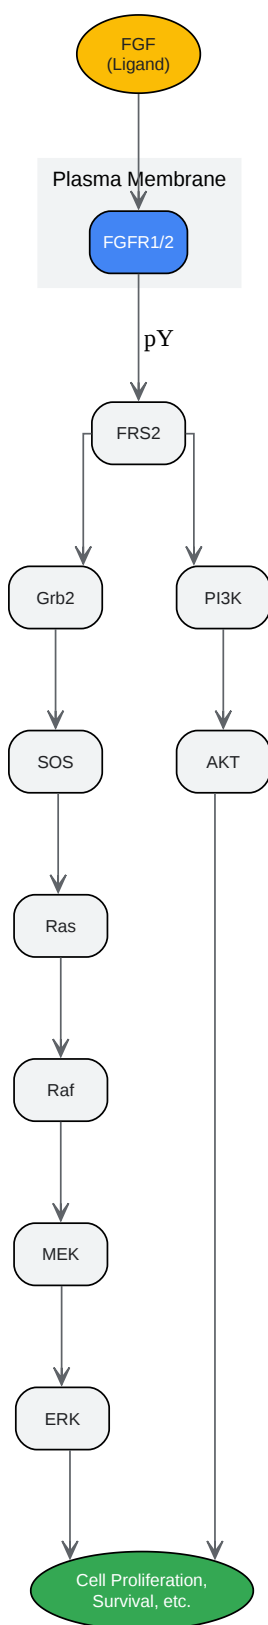 FGF
(Ligand)
Plasma Membrane
FGFR1/2
pY
FRS2
Grb2
PI3K
SOS
AKT
Ras
Raf
MEK
ERK
Cell Proliferation,
Survival, etc.